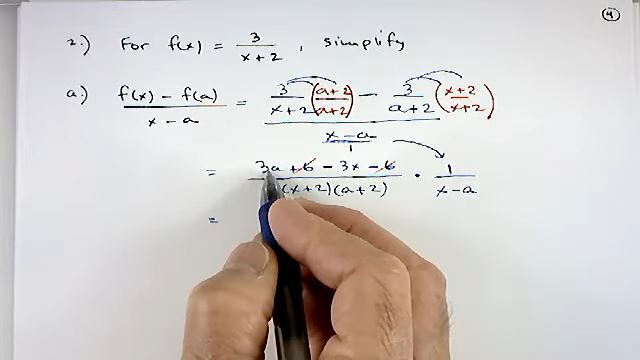 4
2.) For f(x) = 3/(x+2), simplify
a.) (f(x) - f(a))/(x - a) = (3/(x+2) ((a+2)/(a+2)) - 3/(a+2) ((x+2)/(x+2)))/((x-a)/1)
= (3a + 6 - 3x - 6)/((x+2)(a+2)) · 1/(x-a)
=